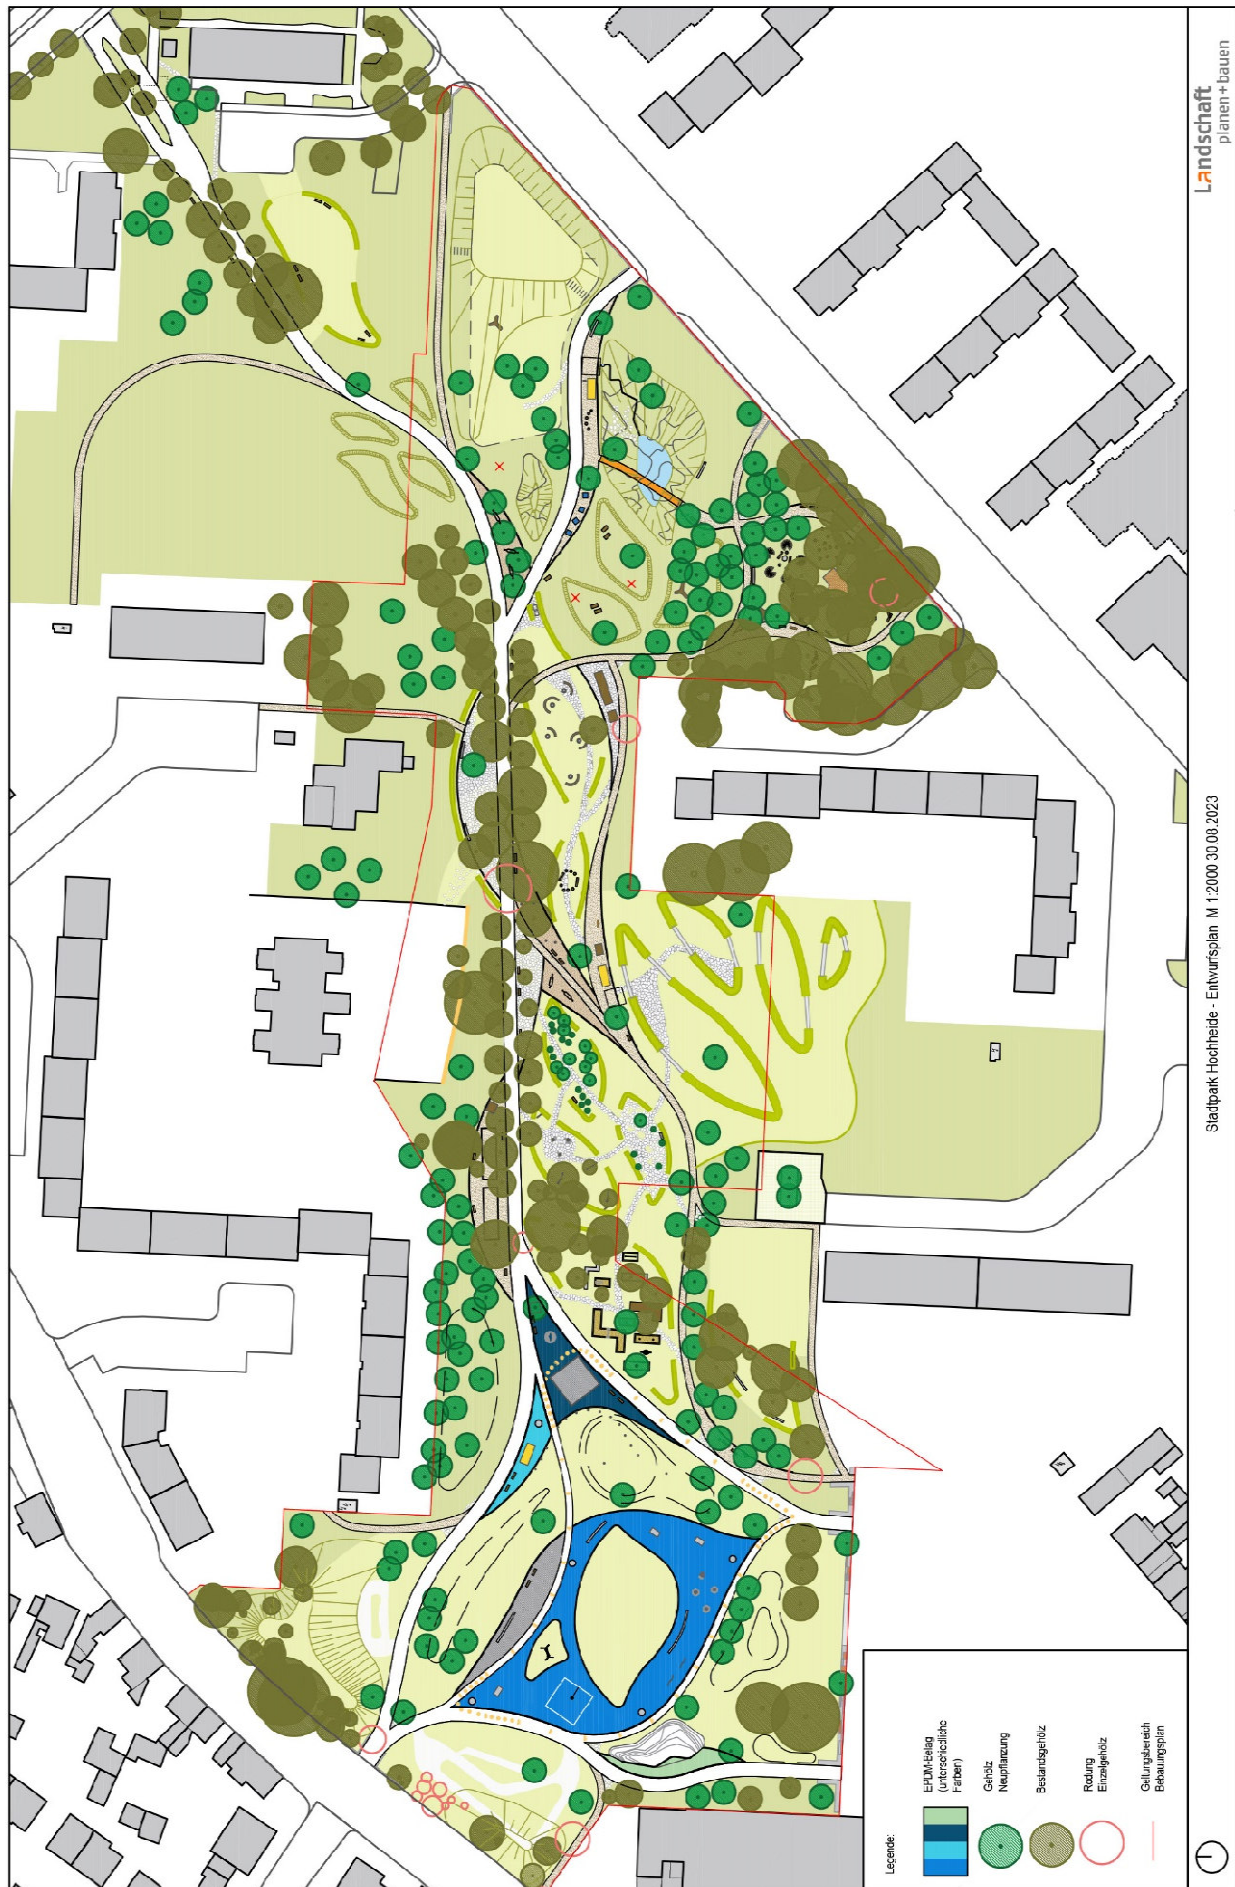 Landschaft
planen+bauen
Stadtpark Hochheide - Entwurfsplan M 1:2000 30.08.2023
Legende:
EPDM-Belag
(unterschiedliche
Farben)
Gehölz
Neupflanzung
Bestandsgehölz
Rodung
Einzelgehölz
Geltungsbereich
Bebauungsplan